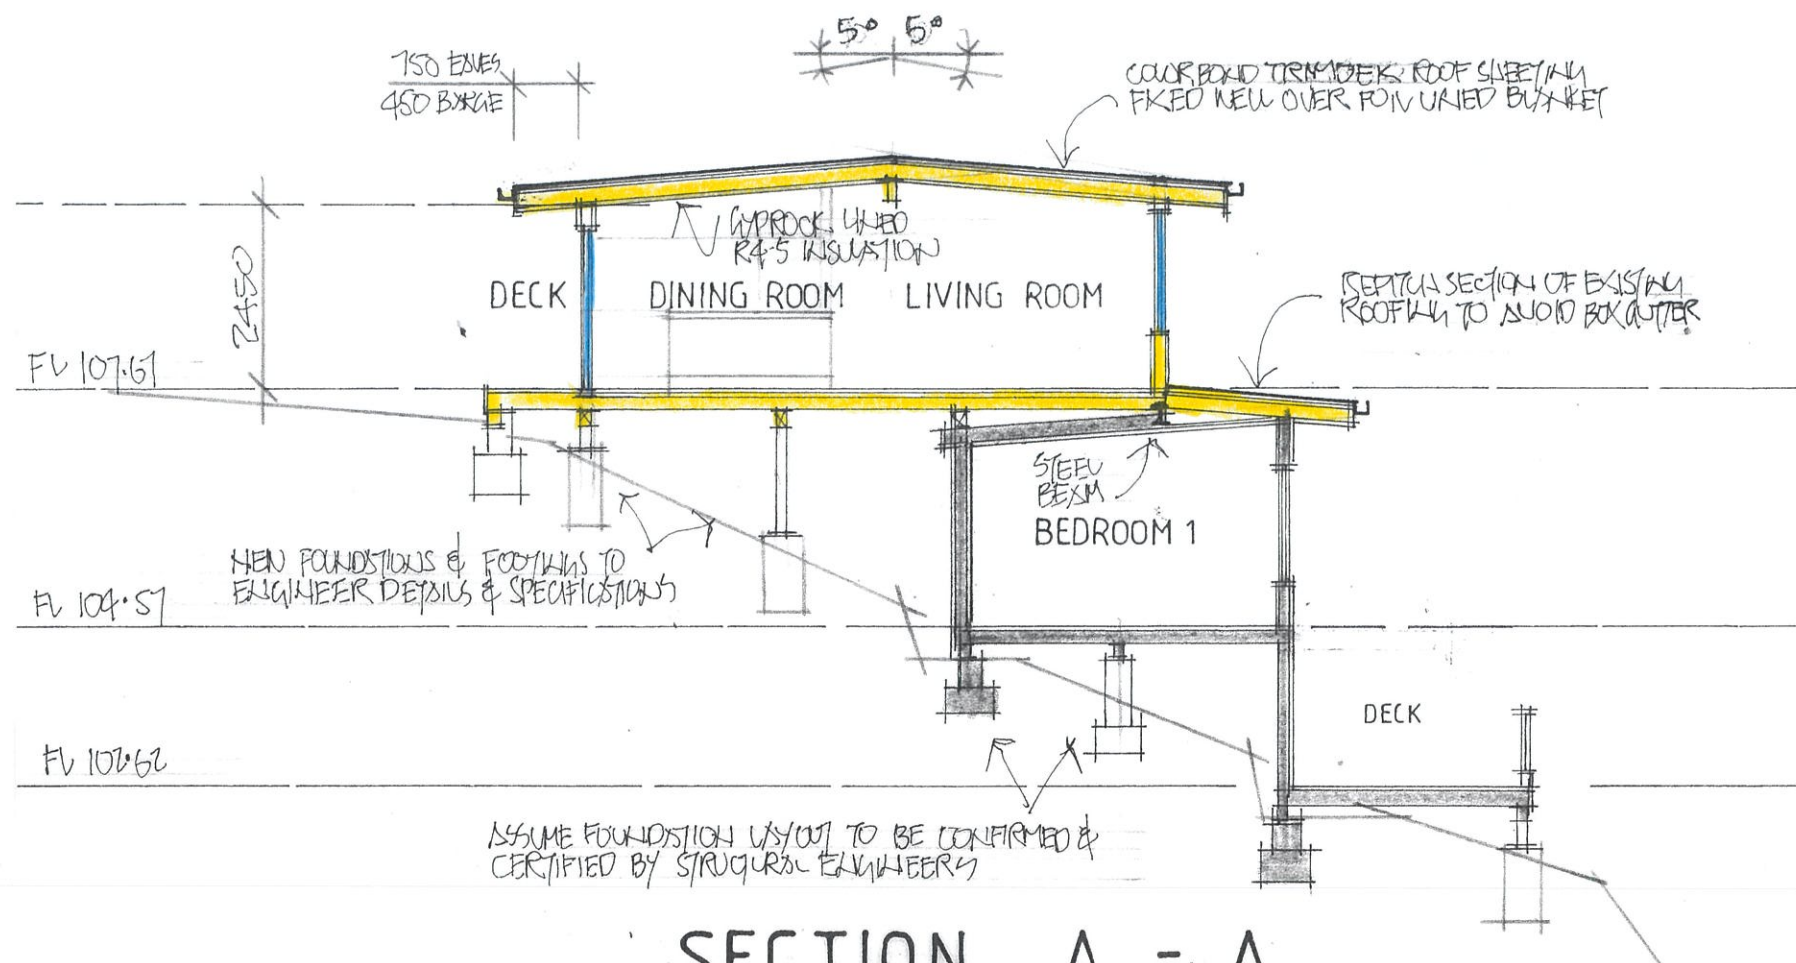 5° 5°
750 EAVES
450 BARGE
COLORBOND TRIMDEK ROOF SHEETING
FIXED WELL OVER FOIL LINED BLANKET
GYPROCK LINED
R4.5 INSULATION
2450
DECK
DINING ROOM
LIVING ROOM
REPITCH SECTION OF EXISTING
ROOFING TO AVOID BOX GUTTER
FL 107.67
STEEL
BEAM
BEDROOM 1
NEW FOUNDATIONS & FOOTINGS TO
ENGINEER DETAILS & SPECIFICATIONS
FL 104.57
DECK
FL 102.62
ASSUME FOUNDATION LAYOUT TO BE CONFIRMED &
CERTIFIED BY STRUCTURAL ENGINEERS
SECTION A - A